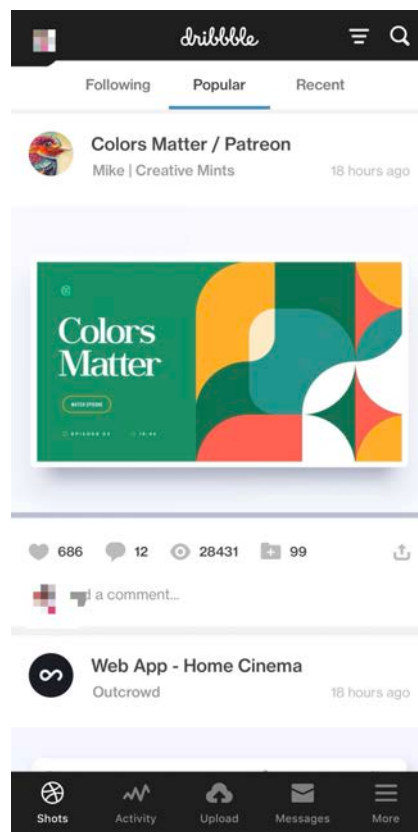 dribbble
Following Popular Recent
Colors Matter / Patreon
Mike | Creative Mints 18 hours ago
Colors
Matter
WATCH EPISODE
EPISODE
686 12 28431 99
d a comment...
Web App - Home Cinema
Outcrowd 18 hours ago
Shots Activity Upload Messages More